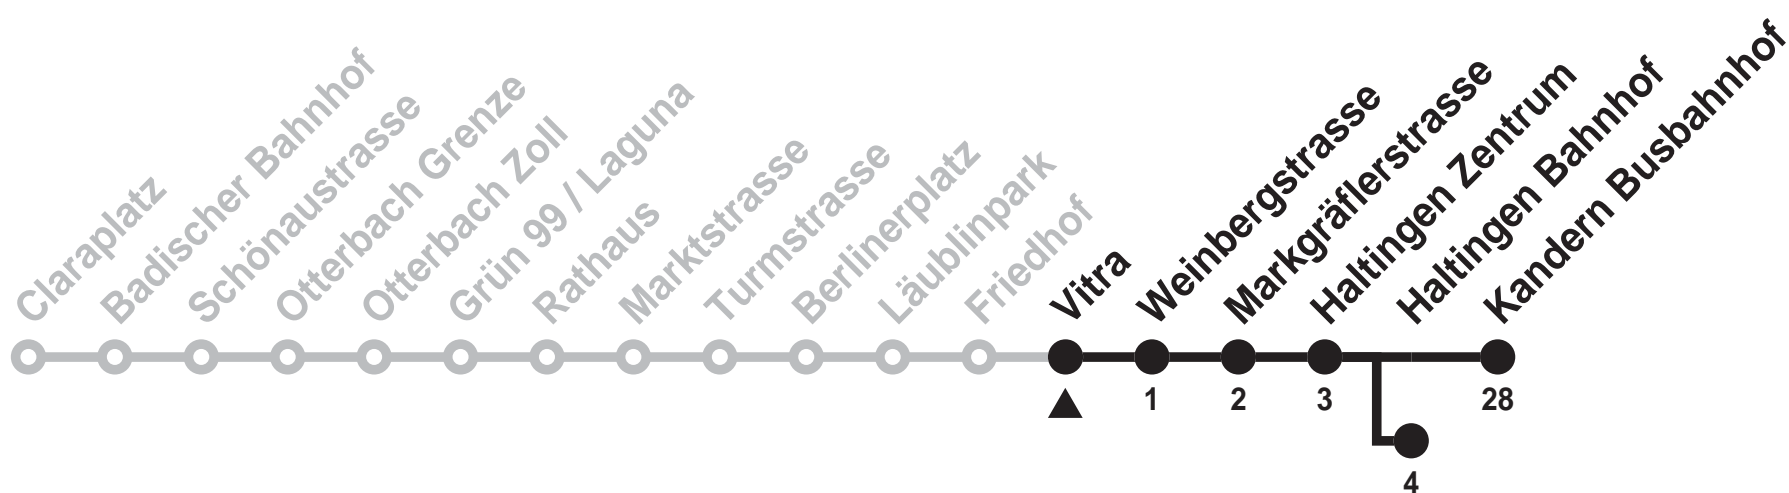 Claraplatz
Badischer Bahnhof
Schönaustrasse
Otterbach Grenze
Otterbach Zoll
Grün 99 / Laguna
Rathaus
Marktstrasse
Turmstrasse
Berlinerplatz
Läublinpark
Friedhof
Vitra
Weinbergstrasse
Markgräflerstrasse
Haltingen Zentrum
Haltingen Bahnhof
Kandern Busbahnhof
1
2
3
28
4